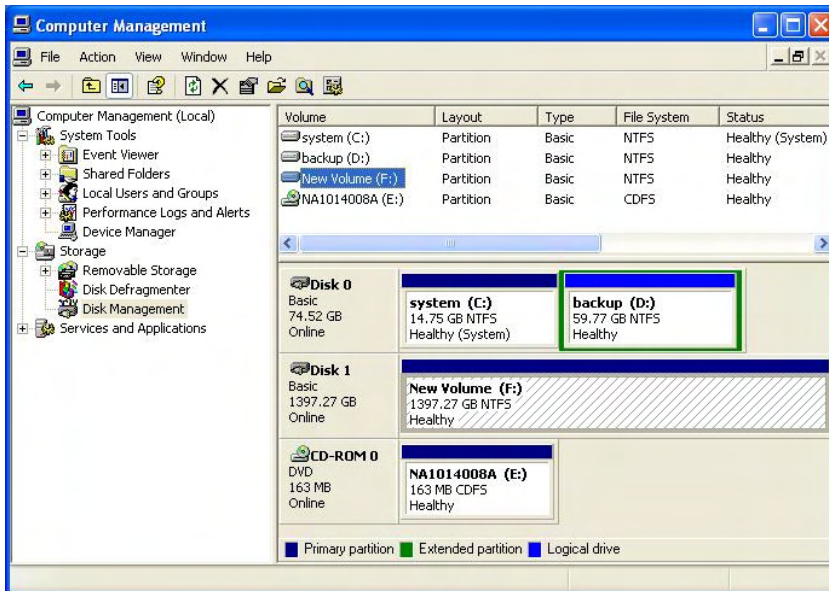 Computer Management
File Action View Window Help
Computer Management (Local)
System Tools
Event Viewer
Shared Folders
Local Users and Groups
Performance Logs and Alerts
Device Manager
Storage
Removable Storage
Disk Defragmenter
Disk Management
Services and Applications
Volume Layout Type File System Status
system (C:) Partition Basic NTFS Healthy (System)
backup (D:) Partition Basic NTFS Healthy
New Volume (F:) Partition Basic NTFS Healthy
NA1014008A (E:) Partition Basic CDFS Healthy
Disk 0
Basic
74.52 GB
Online
system (C:)
14.75 GB NTFS
Healthy (System)
backup (D:)
59.77 GB NTFS
Healthy
Disk 1
Basic
1397.27 GB
Online
New Volume (F:)
1397.27 GB NTFS
Healthy
CD-ROM 0
DVD
163 MB
Online
NA1014008A (E:)
163 MB CDFS
Healthy
Primary partition Extended partition Logical drive